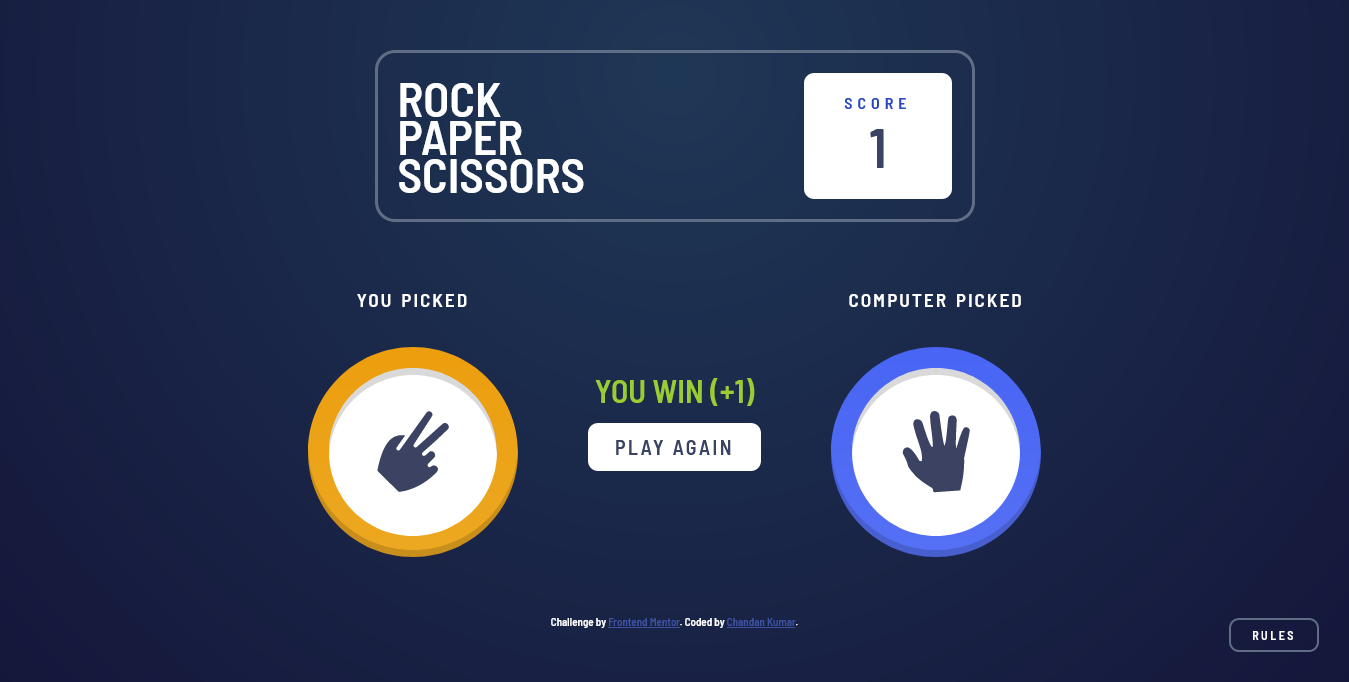 ROCK
PAPER
SCISSORS
SCORE
1
YOU PICKED
COMPUTER PICKED
YOU WIN (+1)
PLAY AGAIN
Challenge by Frontend Mentor. Coded by Chandan Kumar.
RULES